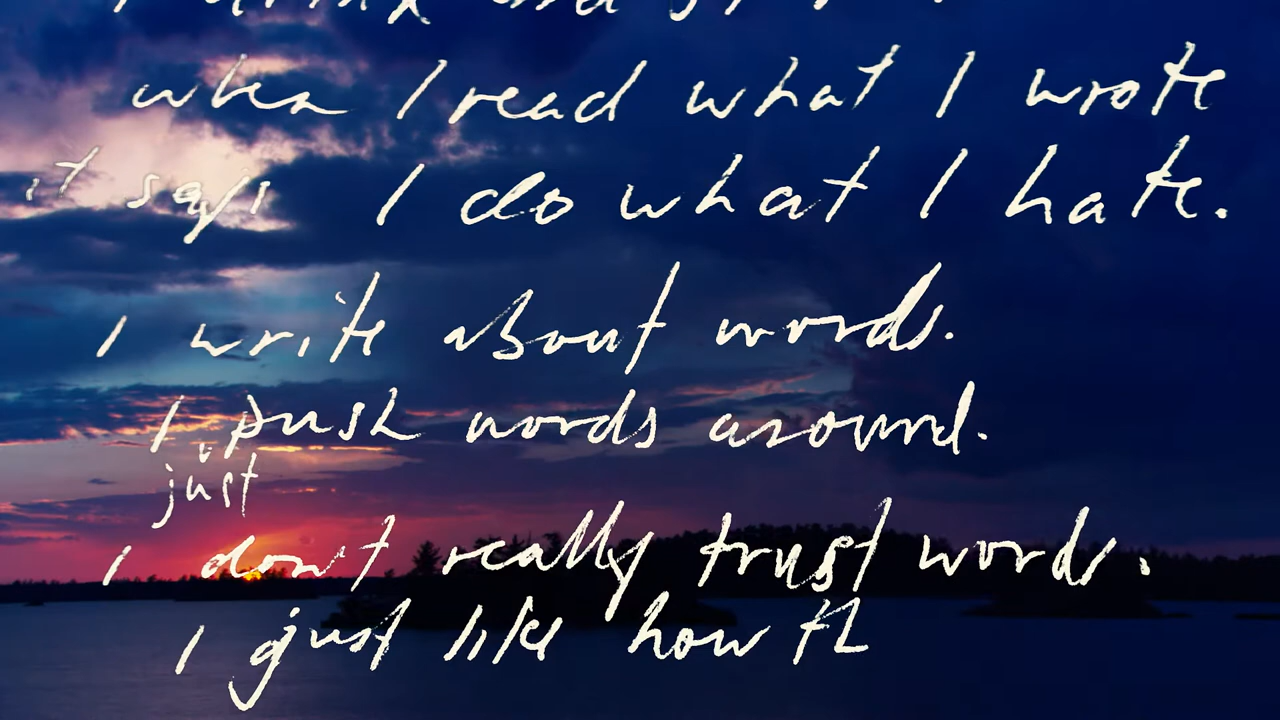 when I read what I wrote
it says I do what I hate.
I write about words.
I push words around.
just
I don't really trust words.
I just like how th